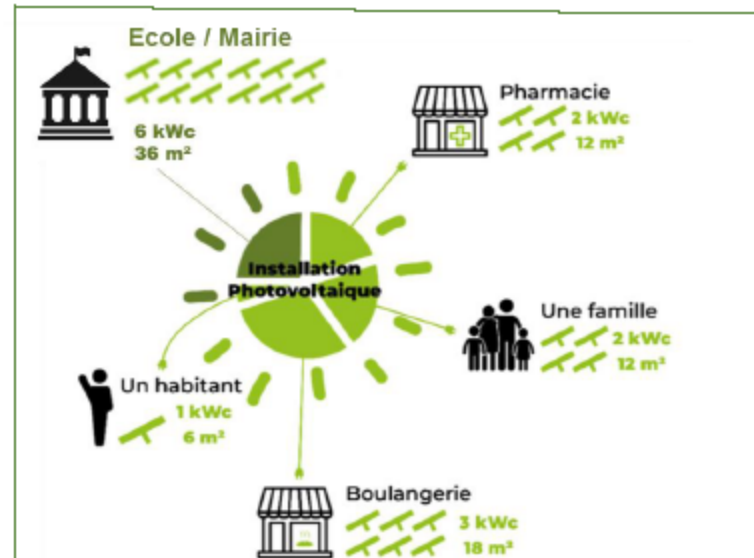 Ecole / Mairie
6 kWc
36 m²
Pharmacie
2 kWc
12 m²
Installation
Photovoltaique
Une famille
2 kWc
12 m²
Un habitant
1 kWc
6 m²
Boulangerie
3 kWc
18 m²